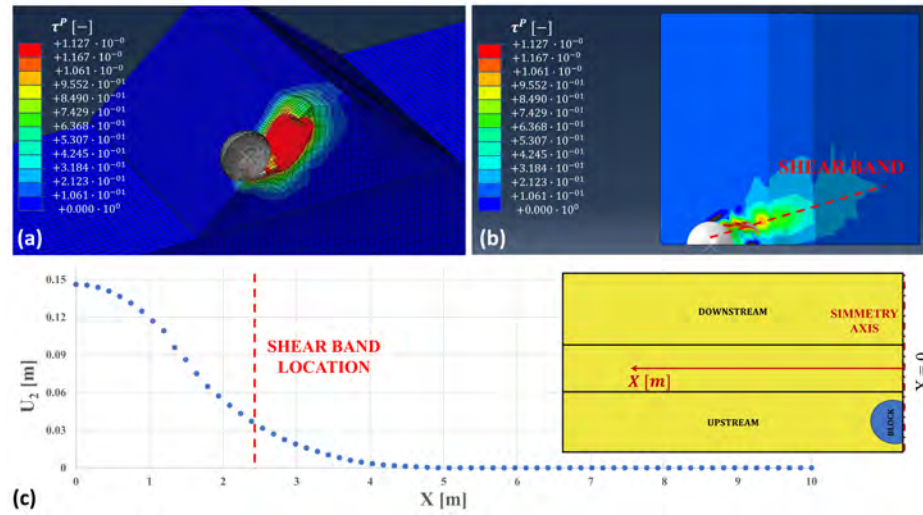 τᴾ [−]
+1.127 · 10⁻⁰
+1.167 · 10⁻⁰
+1.061 · 10⁻⁰
+9.552 · 10⁻⁰¹
+8.490 · 10⁻⁰¹
+7.429 · 10⁻⁰¹
+6.368 · 10⁻⁰¹
+5.307 · 10⁻⁰¹
+4.245 · 10⁻⁰¹
+3.184 · 10⁻⁰¹
+2.123 · 10⁻⁰¹
+1.061 · 10⁻⁰¹
+0.000 · 10⁰
(a)
τᴾ [−]
+1.127 · 10⁻⁰
+1.167 · 10⁻⁰
+1.061 · 10⁻⁰
+9.552 · 10⁻⁰¹
+8.490 · 10⁻⁰¹
+7.429 · 10⁻⁰¹
+6.368 · 10⁻⁰¹
+5.307 · 10⁻⁰¹
+4.245 · 10⁻⁰¹
+3.184 · 10⁻⁰¹
+2.123 · 10⁻⁰¹
+1.061 · 10⁻⁰¹
+0.000 · 10⁰
SHEAR BAND
(b)
0.15
0.12
0.09
0.06
0.03
0
U₂ [m]
SHEAR BAND
LOCATION
DOWNSTREAM
SIMMETRY
AXIS
X [m]
X = 0
UPSTREAM
BLOCK
0 1 2 3 4 5 6 7 8 9 10
X [m]
(c)